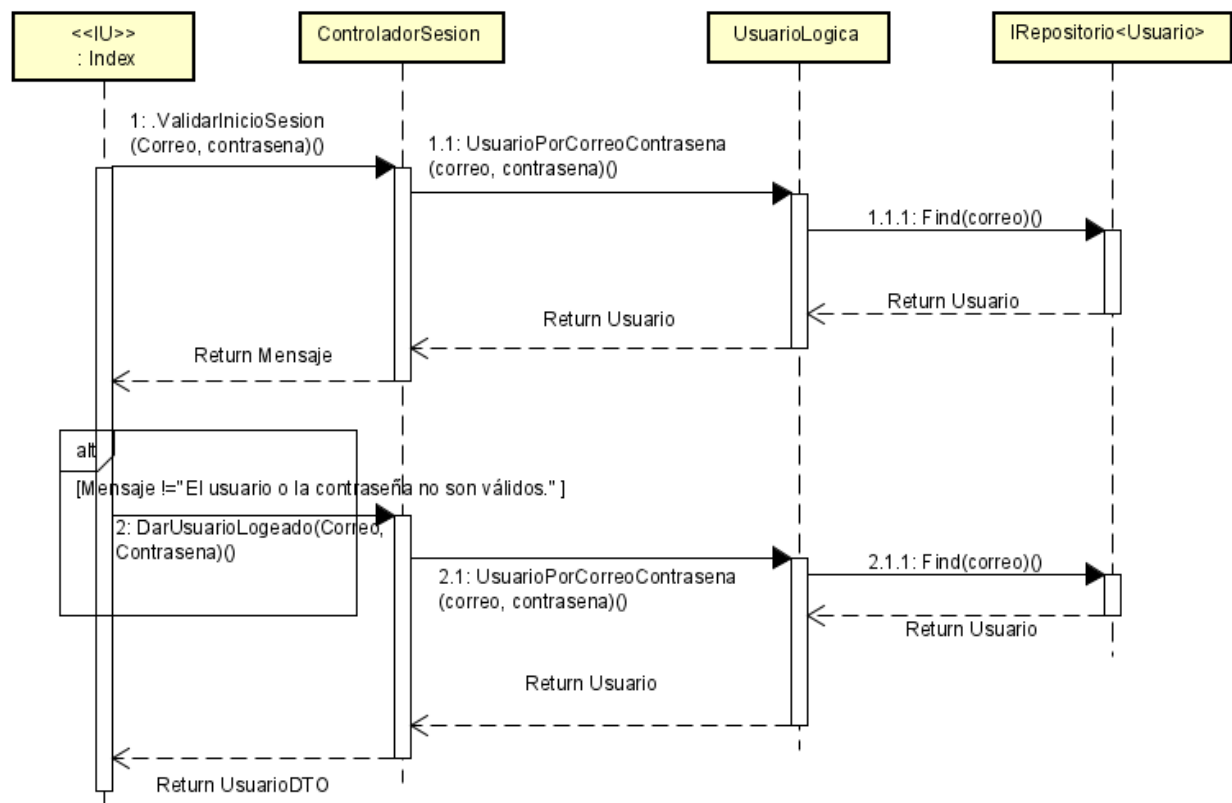 <<IU>>
: Index
ControladorSesion
UsuarioLogica
IRepositorio<Usuario>
1: .ValidarInicioSesion
(Correo, contrasena)()
1.1: UsuarioPorCorreoContrasena
(correo, contrasena)()
1.1.1: Find(correo)()
Return Usuario
Return Usuario
Return Mensaje
alt
[Mensaje !="El usuario o la contraseña no son válidos." ]
2: DarUsuarioLogeado(Correo,
Contrasena)()
2.1: UsuarioPorCorreoContrasena
(correo, contrasena)()
2.1.1: Find(correo)()
Return Usuario
Return Usuario
Return UsuarioDTO